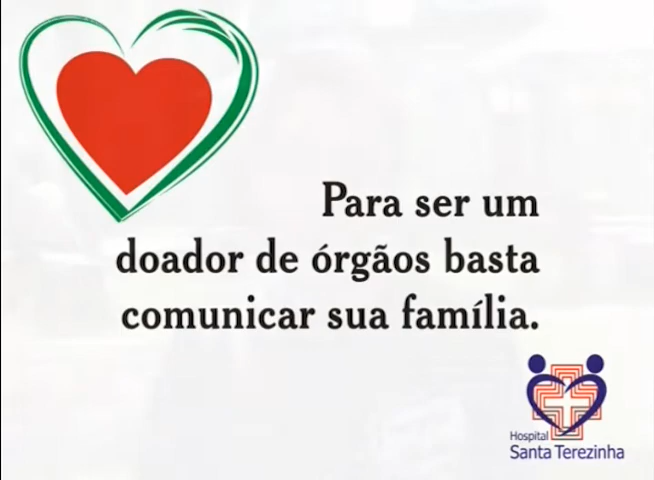 Para ser um
doador de órgãos basta
comunicar sua família.
Hospital
Santa Terezinha